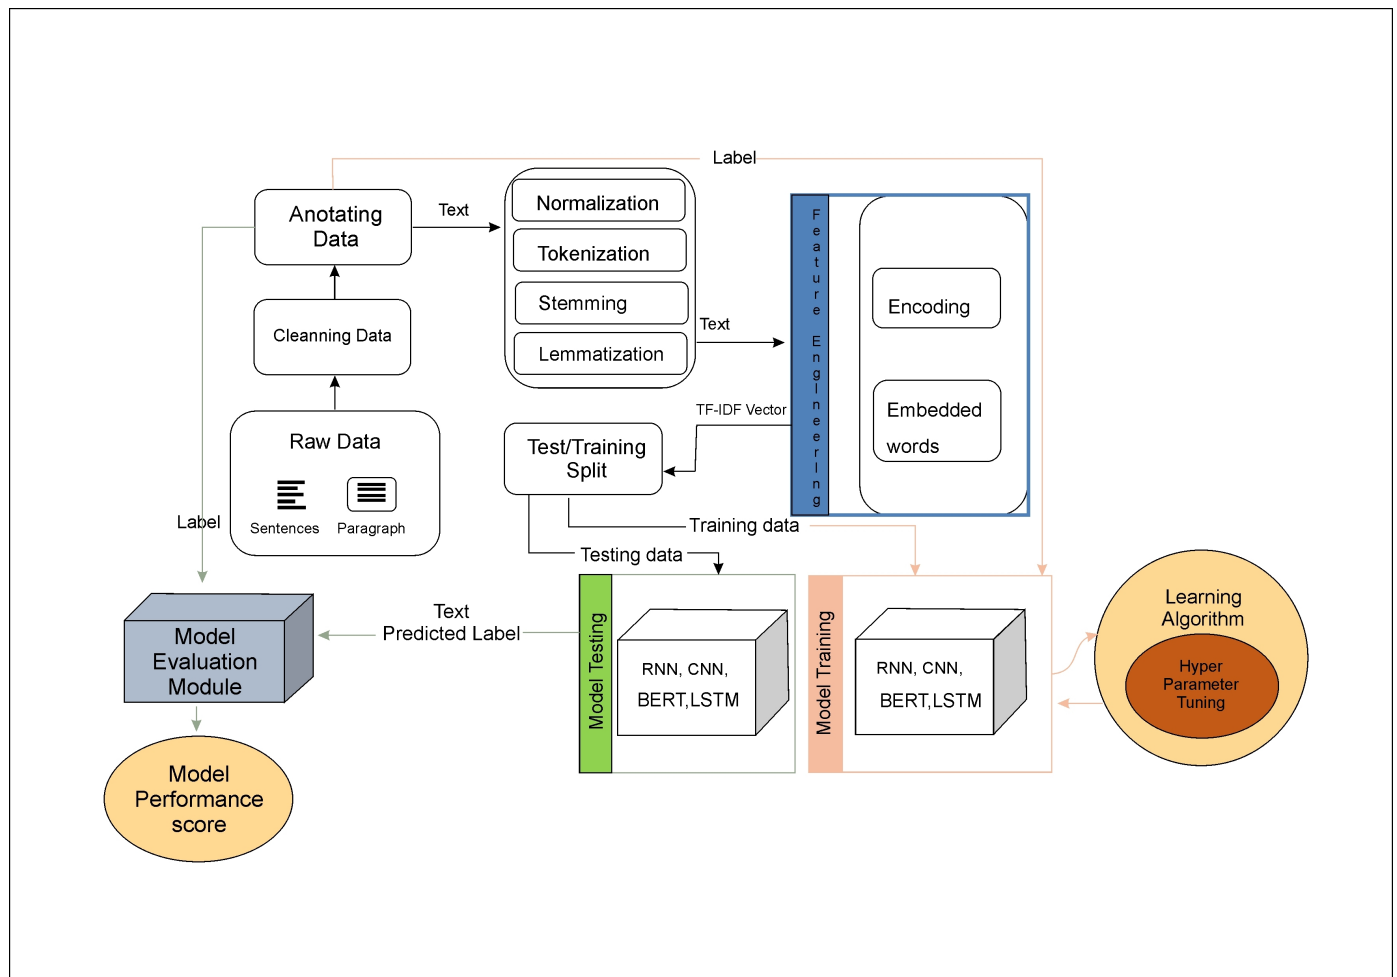 Label
Anotating
Data
Text
Normalization
Tokenization
Stemming
Lemmatization
Cleanning Data
Text
Feature EngIneerIng
Encoding
Embedded
words
Raw Data
Sentences
Paragraph
TF-IDF Vector
Test/Training
Split
Label
Training data
Testing data
Model Testing
RNN, CNN,
BERT,LSTM
Model Training
RNN, CNN,
BERT,LSTM
Learning
Algorithm
Hyper
Parameter
Tuning
Text
Predicted Label
Model
Evaluation
Module
Model
Performance
score